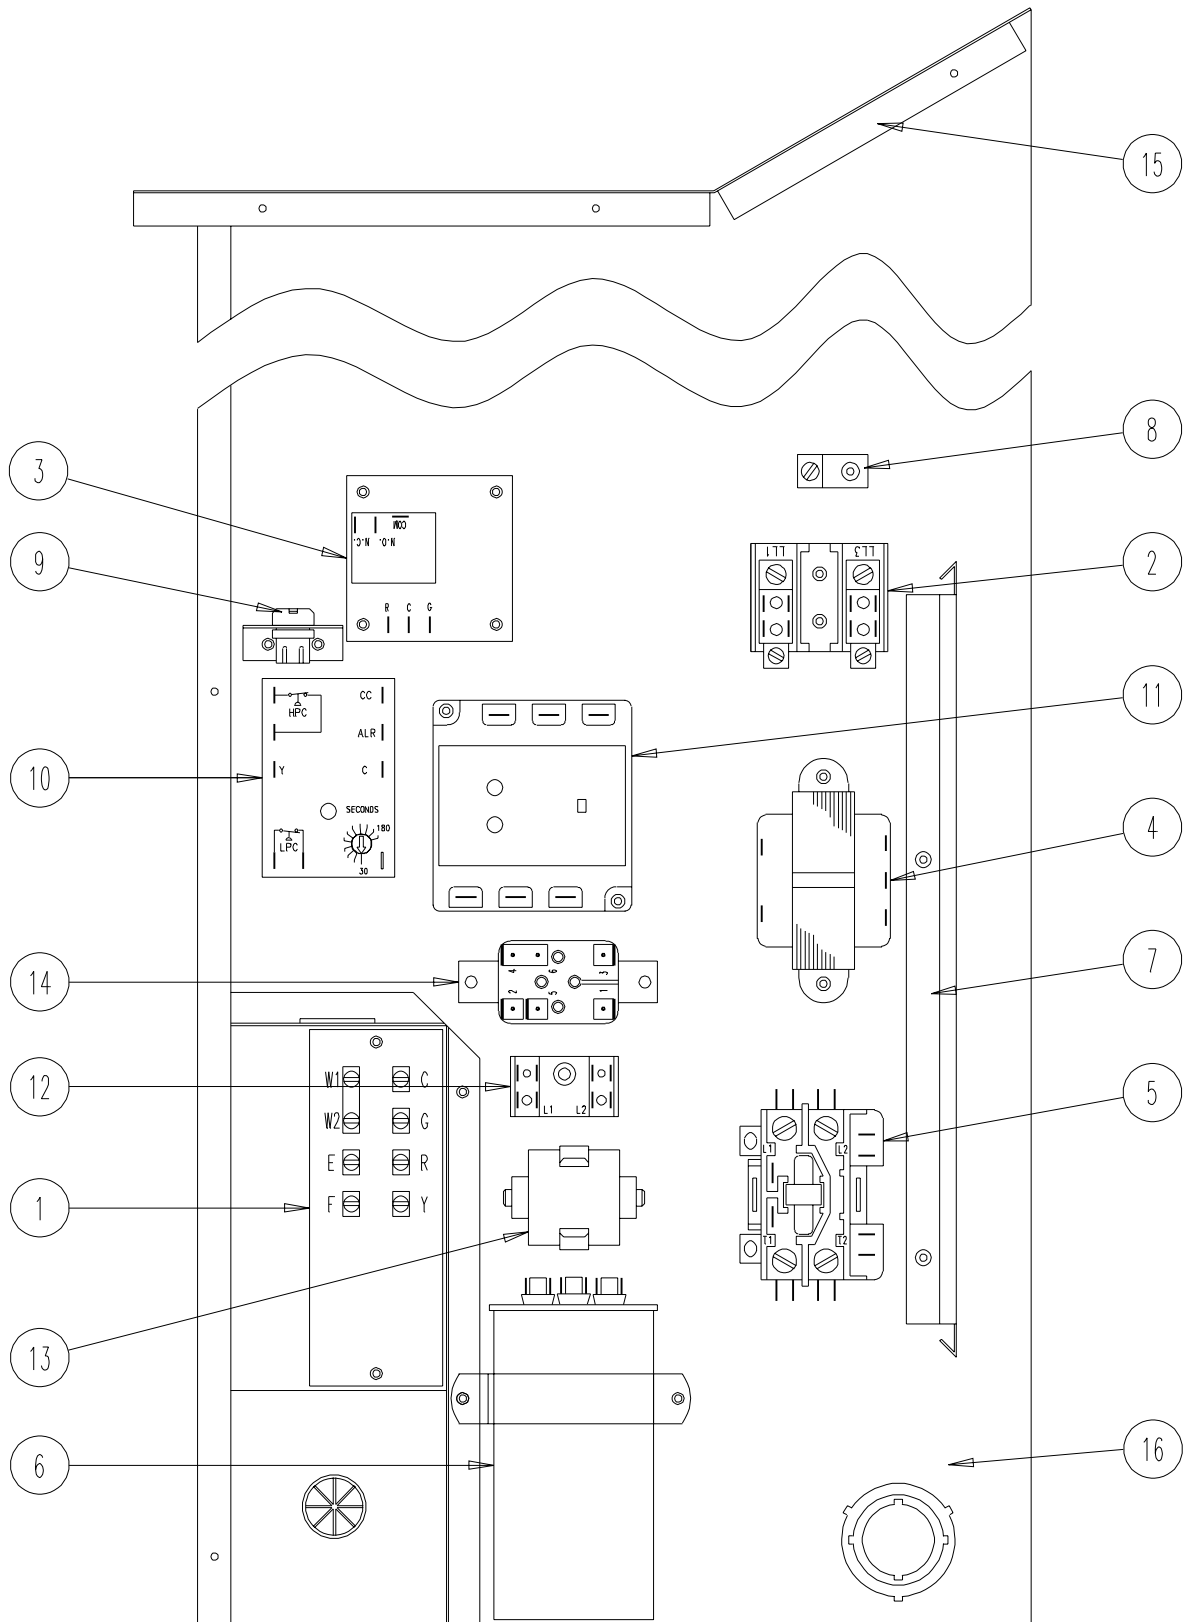 15
8
3
COM
N.C. N.O.
9
LL1 LL3
2
R C G
11
CC
HPC
ALR
10
Y C
SECONDS
180
LPC
30
4
7
14
4 6 3
2 5 1
12
L1 L2
W1 C
W2 G
E R
F Y
5
L1 L2
T1 T2
1
13
6
16